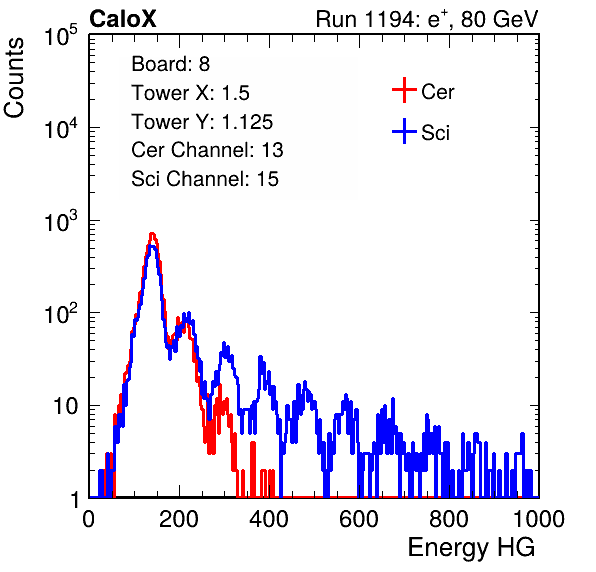 CaloX Run 1194: e⁺, 80 GeV
Counts
10⁵
10⁴
10³
10²
10
1
Board: 8
Tower X: 1.5
Tower Y: 1.125
Cer Channel: 13
Sci Channel: 15
Cer
Sci
0 200 400 600 800 1000
Energy HG